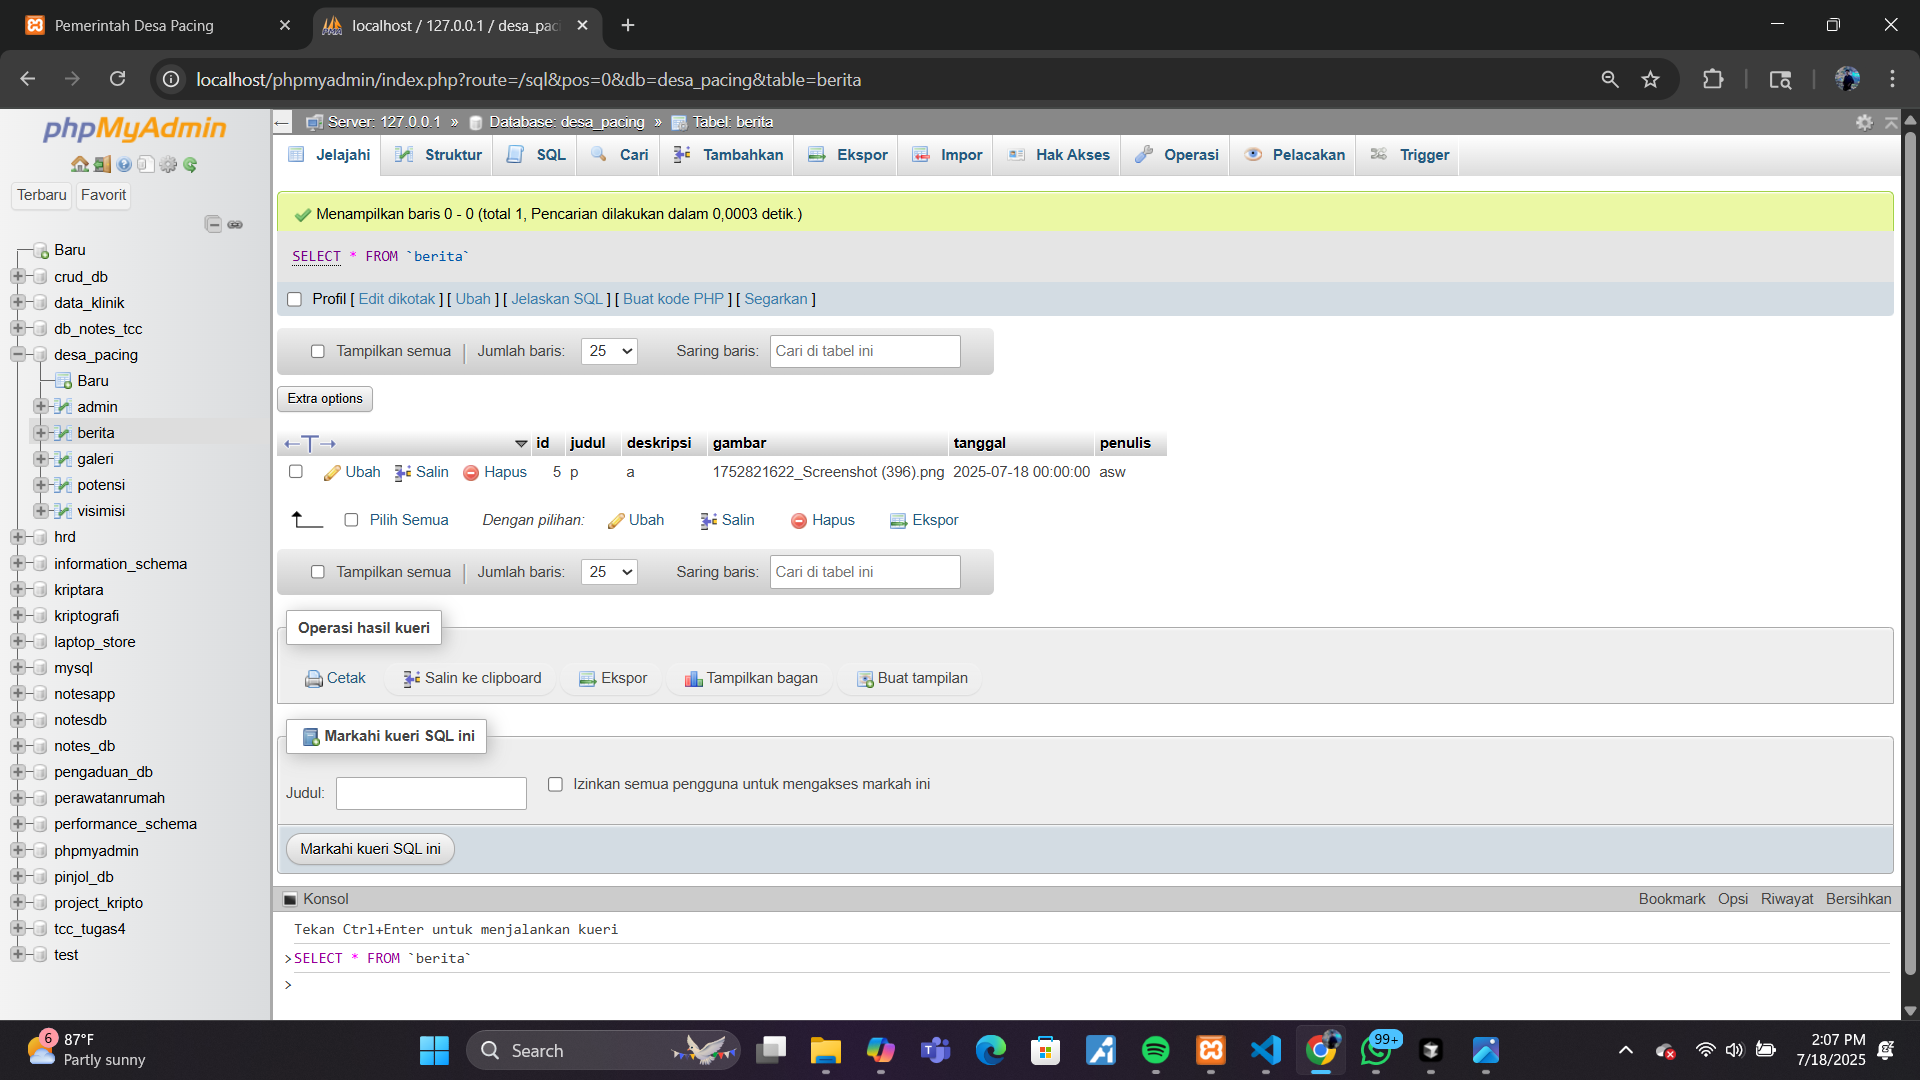 Pemerintah Desa Pacing
localhost / 127.0.0.1 / desa_pac
localhost/phpmyadmin/index.php?route=/sql&pos=0&db=desa_pacing&table=berita
phpMyAdmin
Terbaru Favorit
Baru
crud_db
data_klinik
db_notes_tcc
desa_pacing
Baru
admin
berita
galeri
potensi
visimisi
hrd
information_schema
kriptara
kriptografi
laptop_store
mysql
notesapp
notesdb
notes_db
pengaduan_db
perawatanrumah
performance_schema
phpmyadmin
pinjol_db
project_kripto
tcc_tugas4
test
Server: 127.0.0.1 » Database: desa_pacing » Tabel: berita
Jelajahi Struktur SQL Cari Tambahkan Ekspor Impor Hak Akses Operasi Pelacakan Trigger
Menampilkan baris 0 - 0 (total 1, Pencarian dilakukan dalam 0,0003 detik.)
SELECT * FROM `berita`
Profil [ Edit dikotak ] [ Ubah ] [ Jelaskan SQL ] [ Buat kode PHP ] [ Segarkan ]
Tampilkan semua | Jumlah baris: 25 Saring baris: Cari di tabel ini
Extra options
←T→ id judul deskripsi gambar tanggal penulis
Ubah Salin Hapus 5 p a 1752821622_Screenshot (396).png 2025-07-18 00:00:00 asw
Pilih Semua Dengan pilihan: Ubah Salin Hapus Ekspor
Tampilkan semua | Jumlah baris: 25 Saring baris: Cari di tabel ini
Operasi hasil kueri
Cetak Salin ke clipboard Ekspor Tampilkan bagan Buat tampilan
Markahi kueri SQL ini
Judul: Izinkan semua pengguna untuk mengakses markah ini
Markahi kueri SQL ini
Konsol Bookmark Opsi Riwayat Bersihkan
Tekan Ctrl+Enter untuk menjalankan kueri
>SELECT * FROM `berita`
>
6 87°F
Partly sunny
Search
99+
2:07 PM
7/18/2025